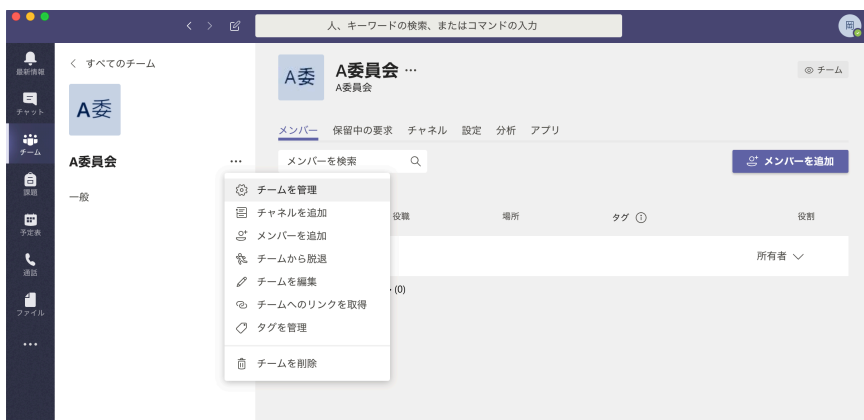 人、キーワードの検索、またはコマンドの入力
岡
最新情報
チャット
チーム
課題
予定表
通話
ファイル
すべてのチーム
A委
A委員会
一般
チームを管理
チャネルを追加
メンバーを追加
チームから脱退
チームを編集
チームへのリンクを取得
タグを管理
チームを削除
A委
A委員会
A委員会
チーム
メンバー 保留中の要求 チャネル 設定 分析 アプリ
メンバーを検索
メンバーを追加
役職 場所 タグ 役割
所有者
(0)